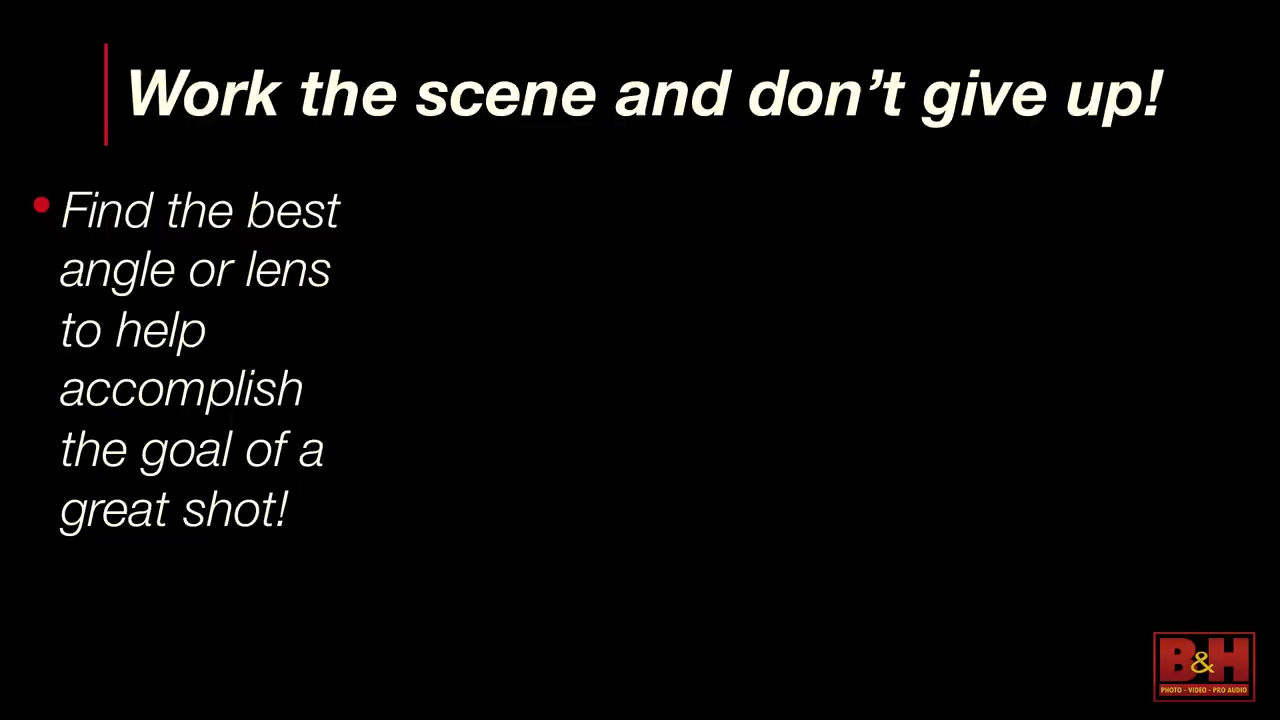 Work the scene and don’t give up!
• Find the best
angle or lens
to help
accomplish
the goal of a
great shot!
B&H
PHOTO - VIDEO - PRO AUDIO